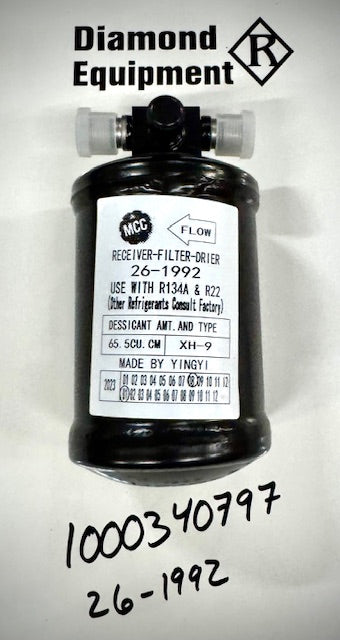 Diamond
Equipment
R
MCC
FLOW
RECEIVER-FILTER-DRIER
26-1992
USE WITH R134A & R22
(Other Refrigerants Consult Factory)
DESSICANT AMT. AND TYPE
65.5CU.CM XH-9
MADE BY YINGYI
2023 01 02 03 04 05 06 07 08 09 10 11 12
01 02 03 04 05 06 07 08 09 10 11 12
1000340797
26-1992